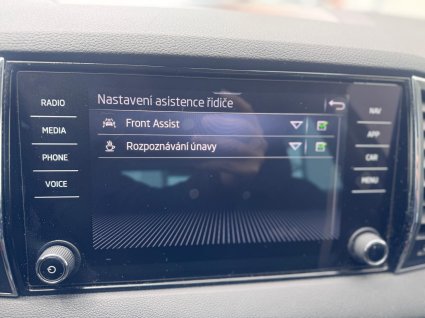 Nastavení asistence řidiče
RADIO
MEDIA
PHONE
VOICE
Front Assist
Rozpoznávání únavy
NAV
APP
CAR
MENU